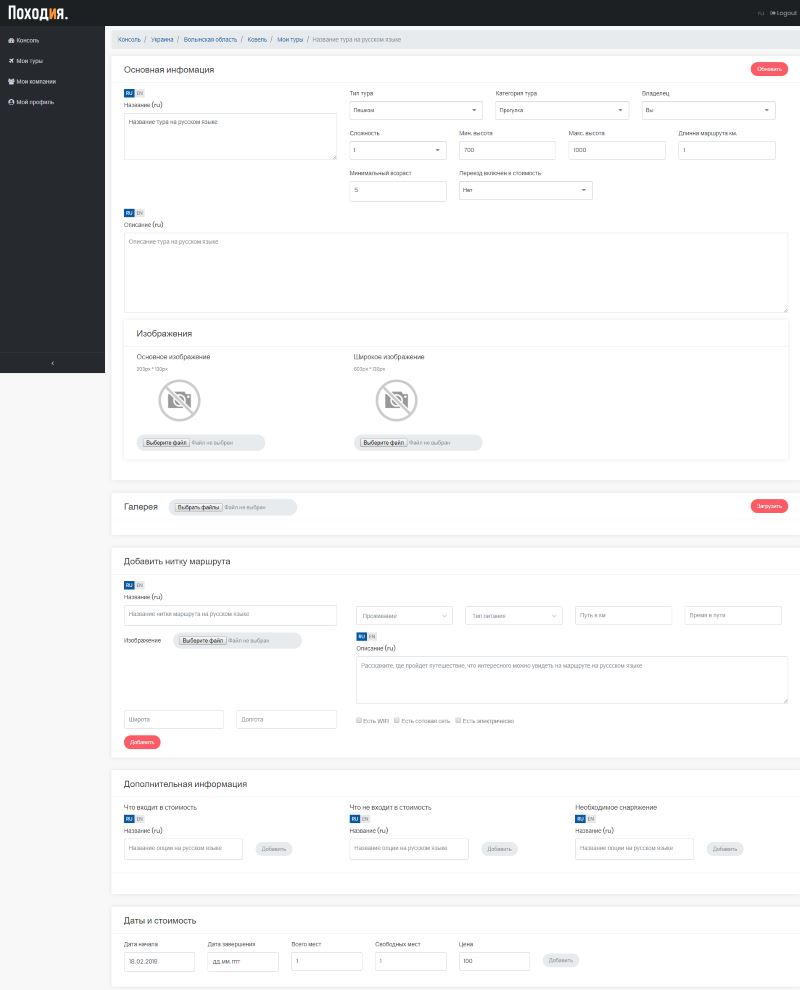 Походия.
ru Logout
Консоль
Мои туры
Мои компании
Мой профиль
Консоль / Украина / Волынская область / Ковель / Мои туры / Название тура на русском языке
Основная инфомация
Обновить
RU EN
Название (ru)
Название тура на русском языке
Тип тура Категория тура Владелец
Пешком Прогулка Вы
Сложность Мин. высота Макс. высота Длинна маршрута км.
1 700 1000 1
Минимальный возраст Переезд включен в стоимость
5 Нет
RU EN
Описание (ru)
Описание тура на русском языке
Изображения
Основное изображение Широкое изображение
Выберите файл Файл не выбран Выберите файл Файл не выбран
Галерея Выбрать файлы Файл не выбран Загрузить
Добавить нитку маршрута
RU EN
Название (ru)
Название нитки маршрута на русском языке
Проживание Тип питания Путь в км Время в пути
Изображение Выберите файл Файл не выбран
RU EN
Описание (ru)
Расскажите, где пройдет путешествие, что интересного можно увидеть на маршруте на руссском языке
Широта Долгота
Есть WIFI Есть сотовая сеть Есть электричесво
Добавить
Дополнительная информация
Что входит в стоимость Что не входит в стоимость Необходимое снаряжение
RU EN RU EN RU EN
Название (ru) Название (ru) Название (ru)
Название опции на русском языке Добавить Название опции на русском языке Добавить Название опции на русском языке Добавить
Даты и стоимость
Дата начала Дата завершения Всего мест Свободных мест Цена
18.02.2019 дд.мм.гггг 1 1 100 Добавить